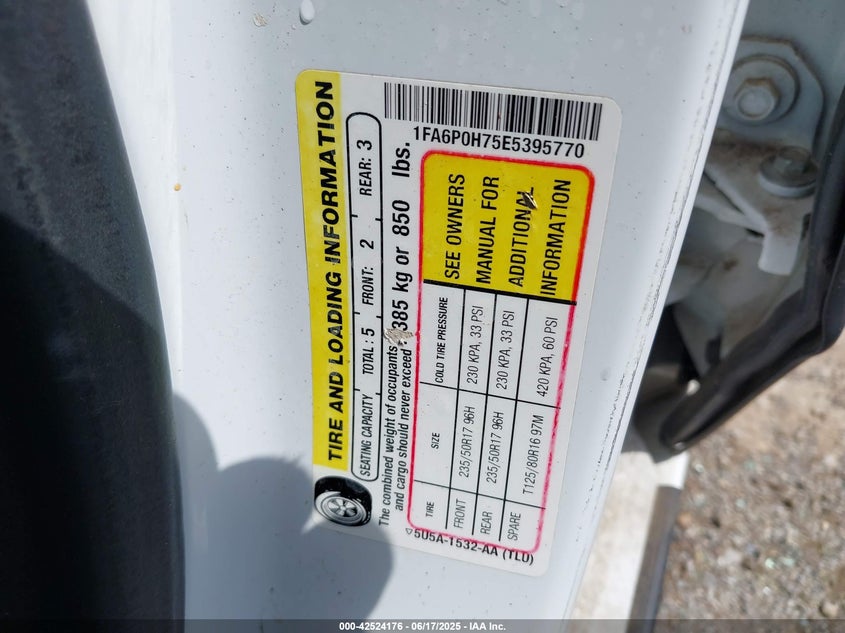 1FA6P0H75E5395770
TIRE AND LOADING INFORMATION
SEATING CAPACITY TOTAL: 5 FRONT: 2 REAR: 3
The combined weight of occupants
and cargo should never exceed: 385 kg or 850 lbs.
TIRE SIZE COLD TIRE PRESSURE
FRONT 235/50R17 96H 230 KPA, 33 PSI
REAR 235/50R17 96H 230 KPA, 33 PSI
SPARE T125/80R16 97M 420 KPA, 60 PSI
SEE OWNERS
MANUAL FOR
ADDITIONAL
INFORMATION
5U5A-1532-AA (TLU)
000-42524176 - 06/17/2025 - IAA Inc.